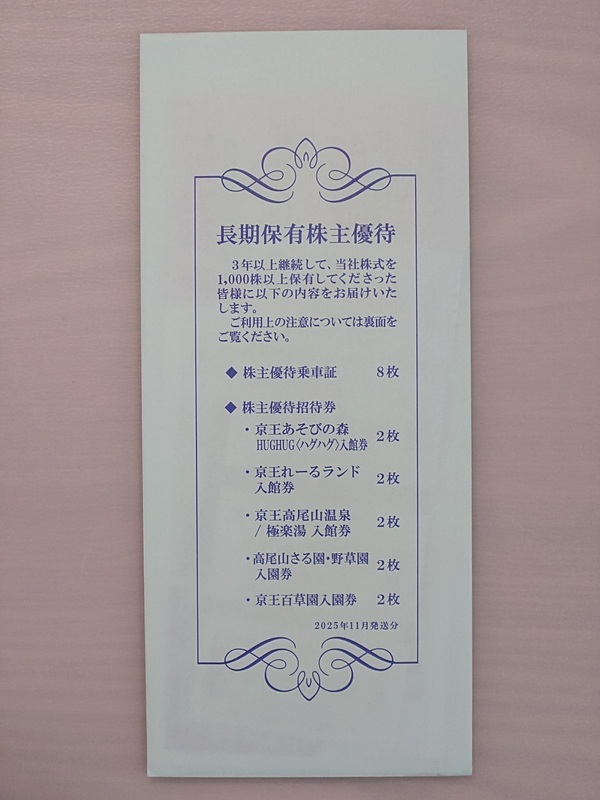 長期保有株主優待
3年以上継続して、当社株式を
1,000株以上保有してくださった
皆様に以下の内容をお届けいた
します。
ご利用上の注意については裏面を
ご覧ください。
◆ 株主優待乗車証 8枚
◆ 株主優待招待券
・京王あそびの森
HUGHUG〈ハグハグ〉入館券 2枚
・京王れーるランド
入館券 2枚
・京王高尾山温泉
/ 極楽湯 入館券 2枚
・高尾山さる園・野草園
入園券 2枚
・京王百草園入園券 2枚
2025年11月発送分